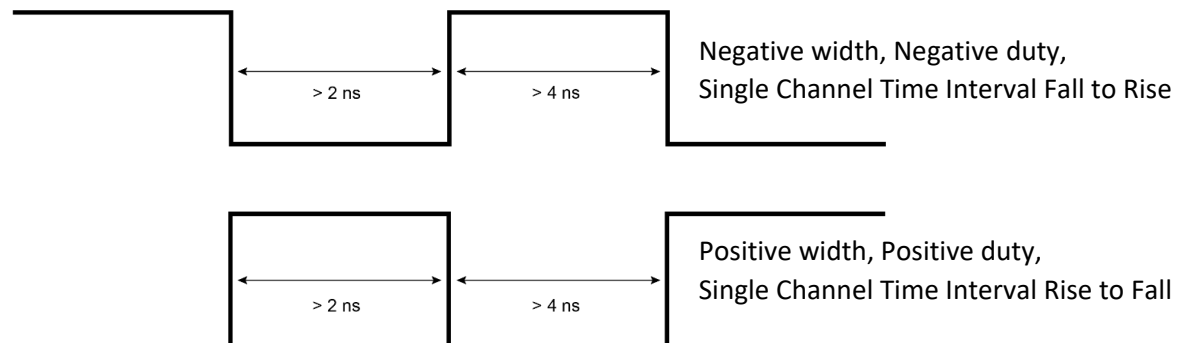 Negative width, Negative duty,
> 2 ns
> 4 ns
Single Channel Time Interval Fall to Rise
Positive width, Positive duty,
> 2 ns
> 4 ns
Single Channel Time Interval Rise to Fall